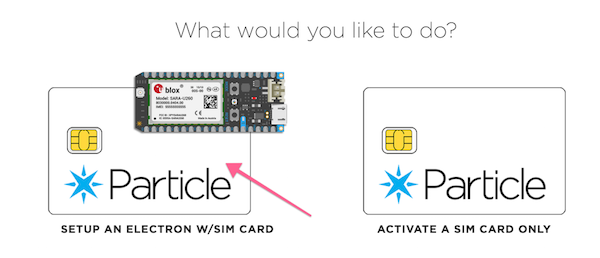 What would you like to do?
blox
Model: SARA-U260
Particle
Particle
SETUP AN ELECTRON W/SIM CARD
ACTIVATE A SIM CARD ONLY